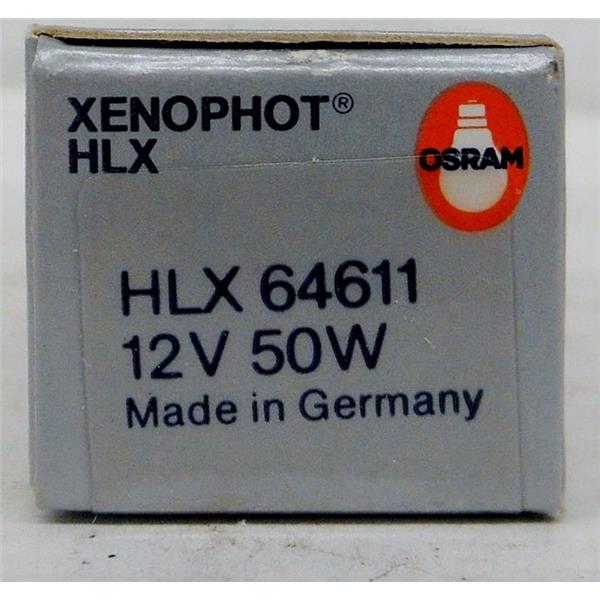 XENOPHOT®
HLX
OSRAM
HLX 64611
12V 50W
Made in Germany